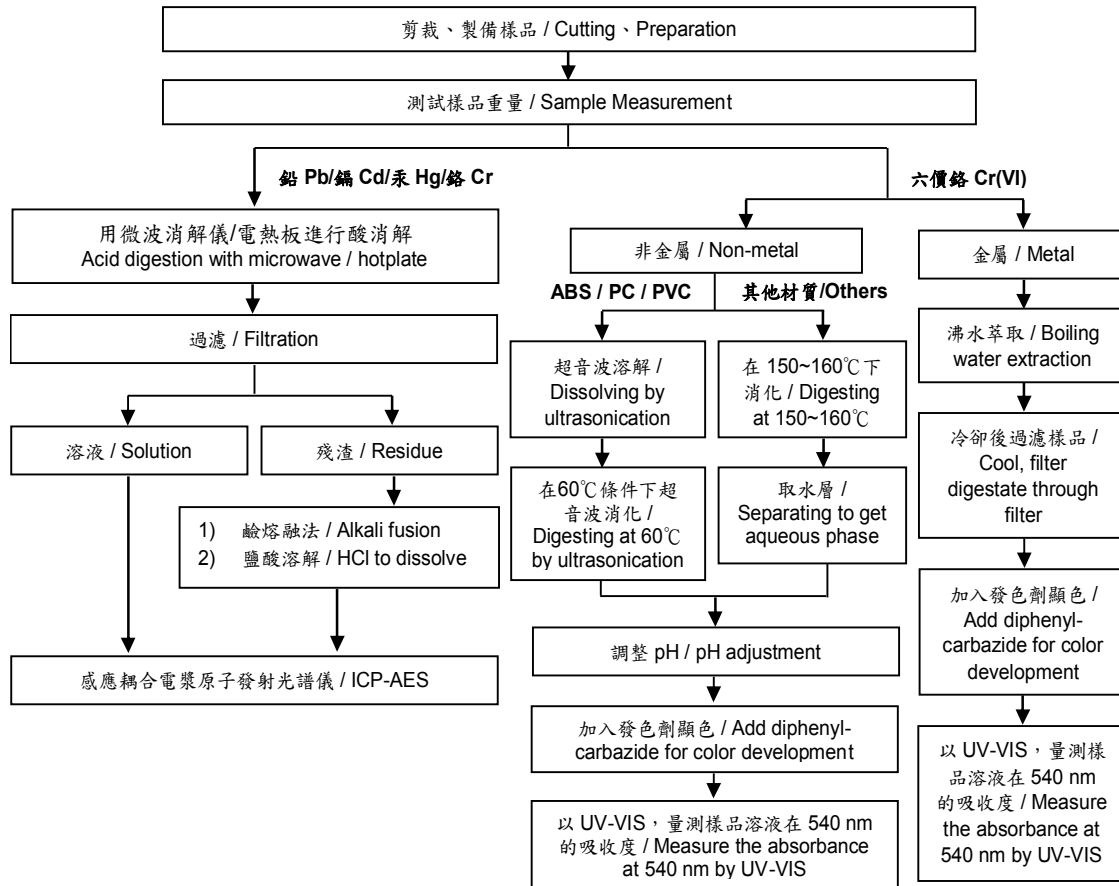 剪裁、製備樣品 / Cutting、Preparation
測試樣品重量 / Sample Measurement
鉛 Pb/鎘 Cd/汞 Hg/鉻 Cr
六價鉻 Cr(VI)
用微波消解儀/電熱板進行酸消解
Acid digestion with microwave / hotplate
過濾 / Filtration
溶液 / Solution
殘渣 / Residue
1) 鹼熔融法 / Alkali fusion
2) 鹽酸溶解 / HCl to dissolve
感應耦合電漿原子發射光譜儀 / ICP-AES
非金屬 / Non-metal
ABS / PC / PVC
其他材質/Others
超音波溶解 /
Dissolving by
ultrasonication
在60℃條件下超
音波消化 /
Digesting at 60℃
by ultrasonication
在 150~160℃下
消化 / Digesting
at 150~160℃
取水層 /
Separating to get
aqueous phase
調整 pH / pH adjustment
加入發色劑顯色 / Add diphenyl-
carbazide for color development
以 UV-VIS，量測樣品溶液在 540 nm
的吸收度 / Measure the absorbance
at 540 nm by UV-VIS
金屬 / Metal
沸水萃取 / Boiling
water extraction
冷卻後過濾樣品 /
Cool, filter
digestate through
filter
加入發色劑顯色 /
Add diphenyl-
carbazide for color
development
以 UV-VIS，量測樣
品溶液在 540 nm
的吸收度 / Measure
the absorbance at
540 nm by UV-VIS